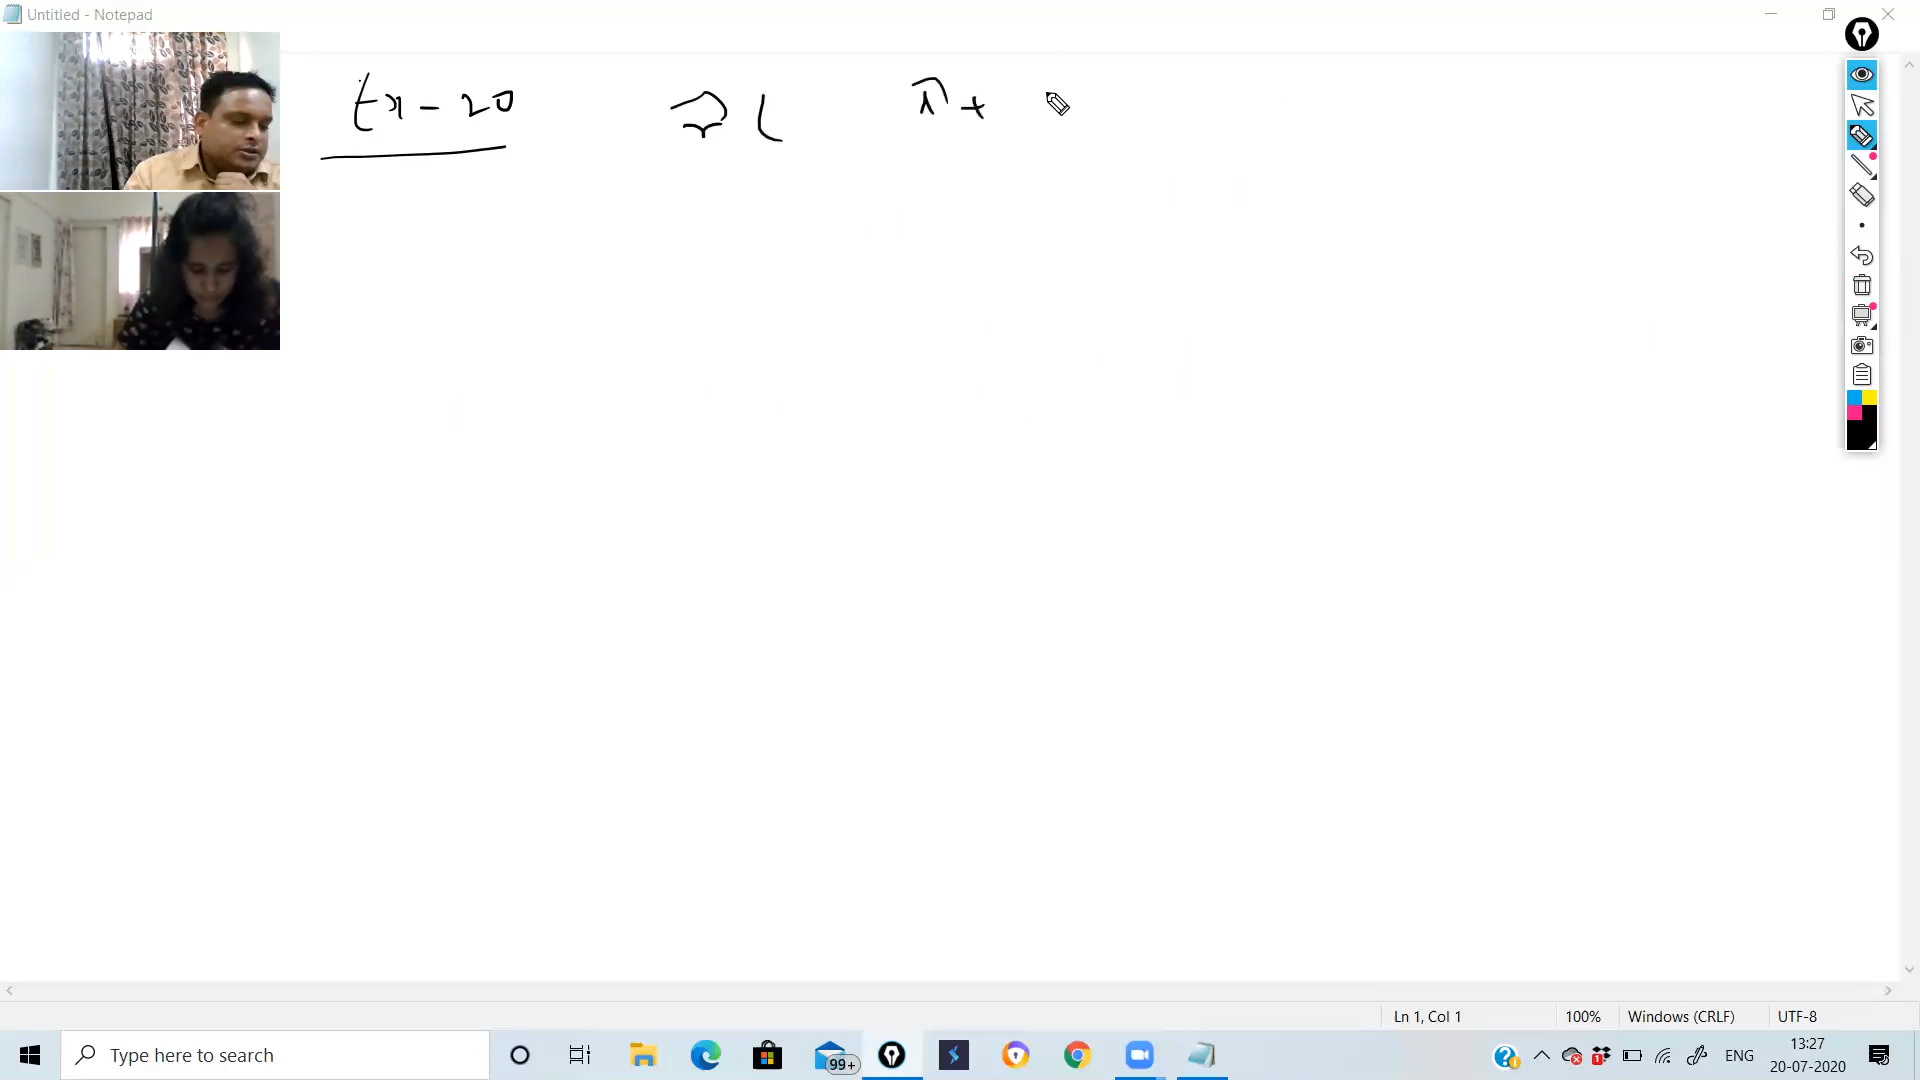 Untitled - Notepad
Ex - 20
Ln 1, Col 1 100% Windows (CRLF) UTF-8
Type here to search
99+
1
ENG
13:27
20-07-2020